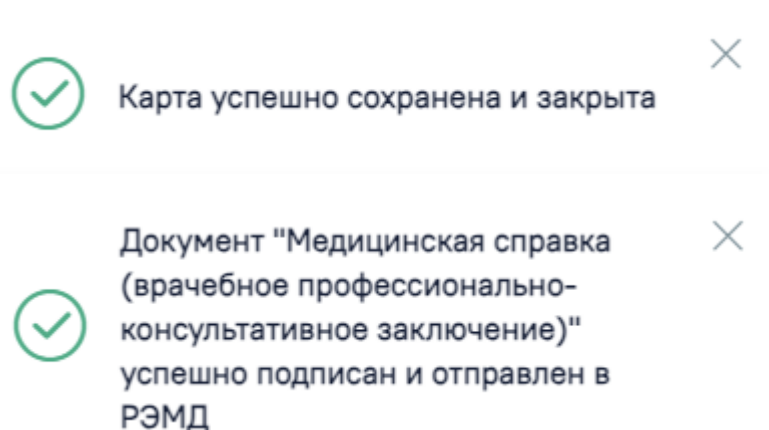 Карта успешно сохранена и закрыта
Документ "Медицинская справка
(врачебное профессионально-
консультативное заключение)"
успешно подписан и отправлен в
РЭМД